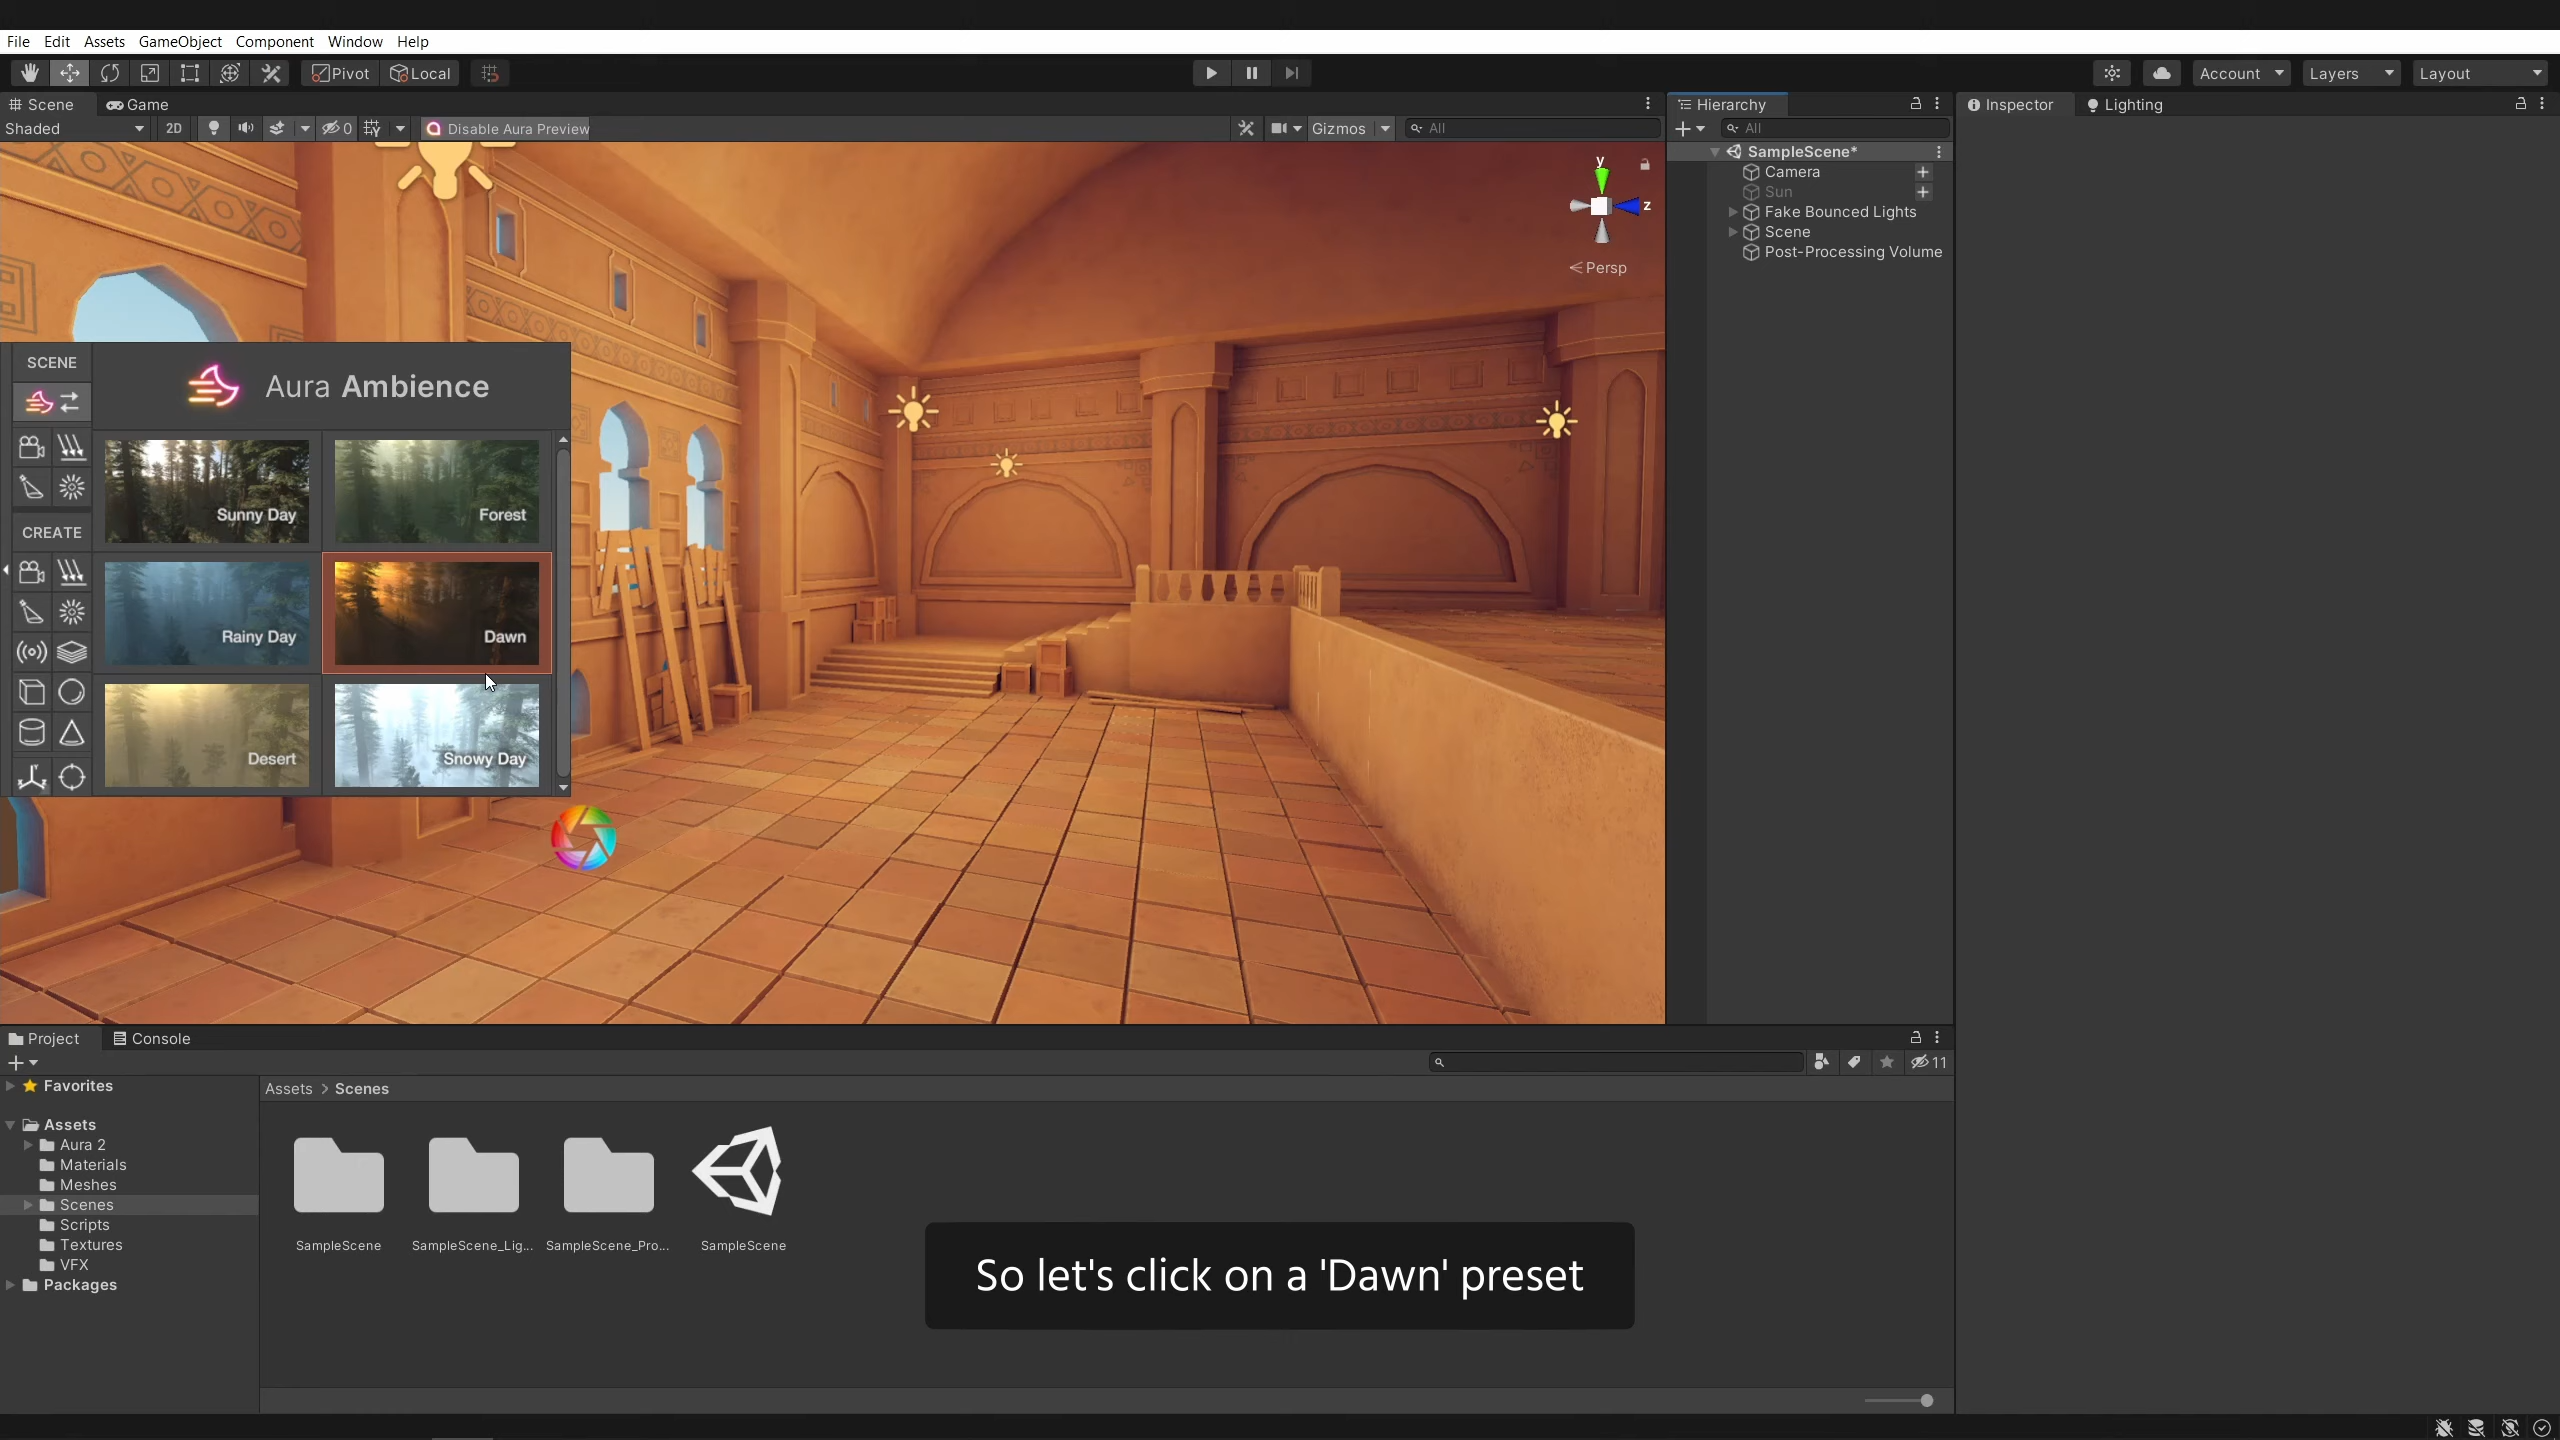 File Edit Assets GameObject Component Window Help
Pivot Local Account Layers Layout
Scene Game
Shaded 2D 0 Disable Aura Preview Gizmos All
Hierarchy
All
SampleScene*
Camera
Sun
Fake Bounced Lights
Scene
Post-Processing Volume
Inspector Lighting
y
z
Persp
SCENE
CREATE
Aura Ambience
Sunny Day
Forest
Rainy Day
Dawn
Desert
Snowy Day
Project Console
11
Favorites
Assets
Aura 2
Materials
Meshes
Scenes
Scripts
Textures
VFX
Packages
Assets > Scenes
SampleScene
SampleScene_Lig...
SampleScene_Pro...
SampleScene
So let's click on a 'Dawn' preset